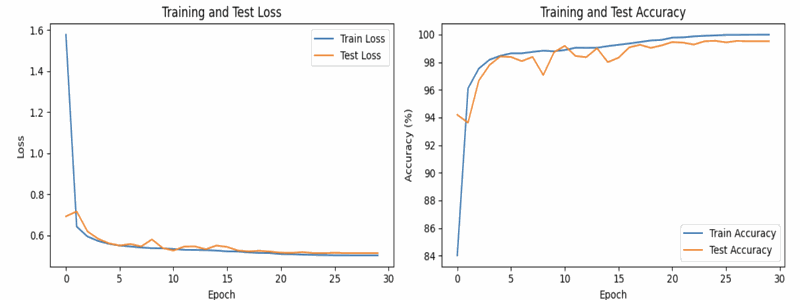 Training and Test Loss
1.6
1.4
1.2
1.0
0.8
0.6
Loss
Train Loss
Test Loss
0 5 10 15 20 25 30
Epoch
Training and Test Accuracy
100
98
96
94
92
90
88
86
84
Accuracy (%)
Train Accuracy
Test Accuracy
0 5 10 15 20 25 30
Epoch